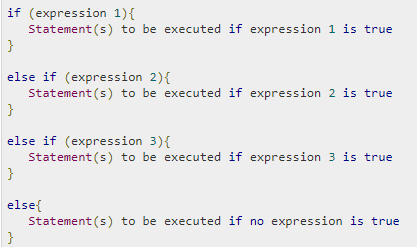 if (expression 1){
Statement(s) to be executed if expression 1 is true
}
else if (expression 2){
Statement(s) to be executed if expression 2 is true
}
else if (expression 3){
Statement(s) to be executed if expression 3 is true
}
else{
Statement(s) to be executed if no expression is true
}